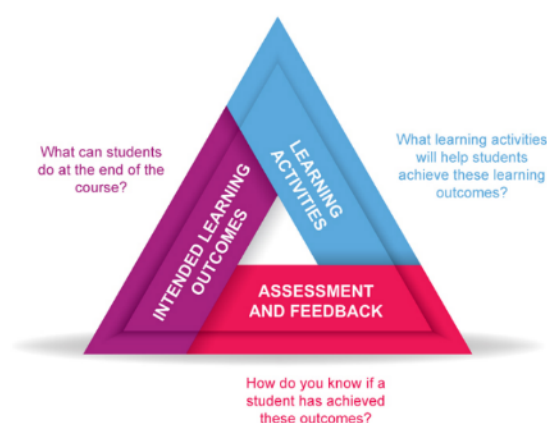 What can students
do at the end of the
course?
INTENDED LEARNING
OUTCOMES
LEARNING
ACTIVITIES
What learning activities
will help students
achieve these learning
outcomes?
ASSESSMENT
AND FEEDBACK
How do you know if a
student has achieved
these outcomes?